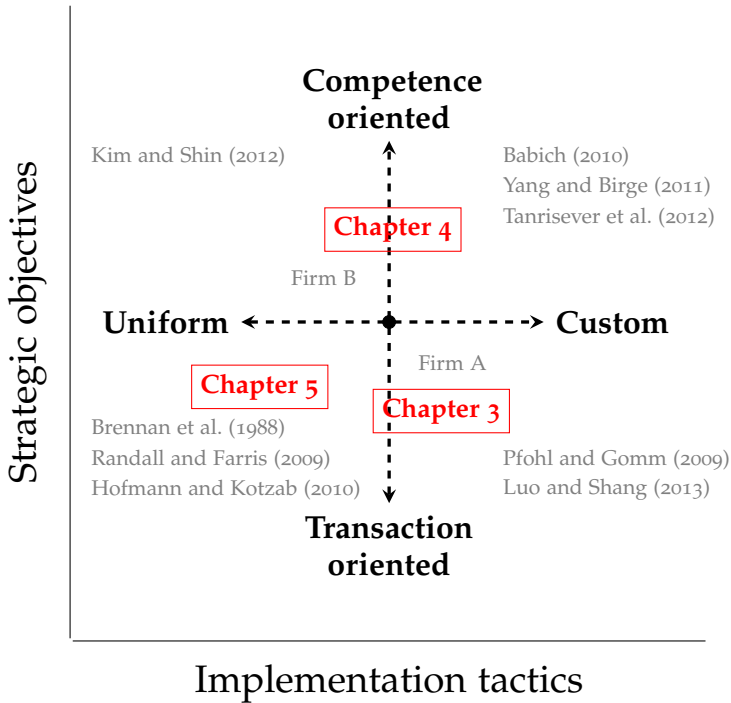 Competence
oriented
Kim and Shin (2012)
Babich (2010)
Yang and Birge (2011)
Tanrisever et al. (2012)
Chapter 4
Firm B
Uniform
Custom
Strategic objectives
Firm A
Chapter 5
Chapter 3
Brennan et al. (1988)
Randall and Farris (2009)
Hofmann and Kotzab (2010)
Pfohl and Gomm (2009)
Luo and Shang (2013)
Transaction
oriented
Implementation tactics